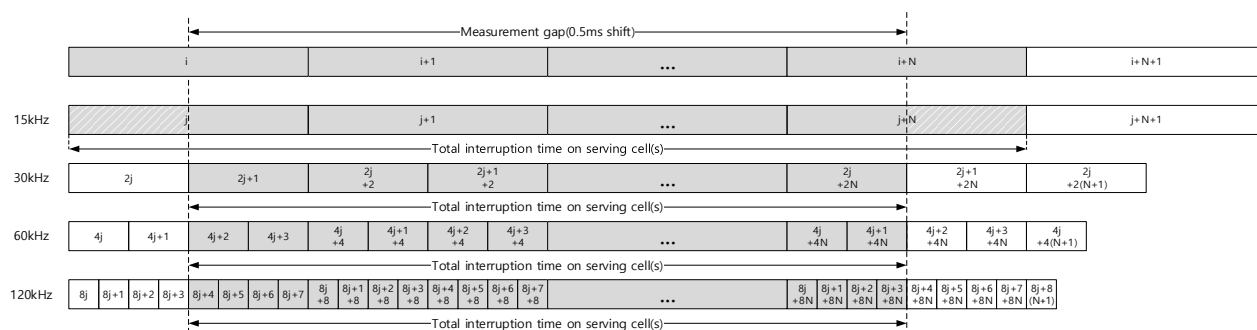 Measurement gap(0.5ms shift)
i i+1 ... i+N i+N+1
15kHz j j+1 ... j+N j+N+1
Total interruption time on serving cell(s)
30kHz 2j 2j+1 2j +2 2j+1 +2 ... 2j +2N 2j+1 +2N 2j +2(N+1)
Total interruption time on serving cell(s)
60kHz 4j 4j+1 4j+2 4j+3 4j +4 4j+1 +4 4j+2 +4 4j+3 +4 ... 4j +4N 4j+1 +4N 4j+2 +4N 4j+3 +4N 4j +4(N+1)
Total interruption time on serving cell(s)
120kHz 8j 8j+1 8j+2 8j+3 8j+4 8j+5 8j+6 8j+7 8j +8 8j+1 +8 8j+2 +8 8j+3 +8 8j+4 +8 8j+5 +8 8j+6 +8 8j+7 +8 ... 8j +8N 8j+1 +8N 8j+2 +8N 8j+3 +8N 8j+4 +8N 8j+5 +8N 8j+6 +8N 8j+7 +8N 8j+8 (N+1)
Total interruption time on serving cell(s)